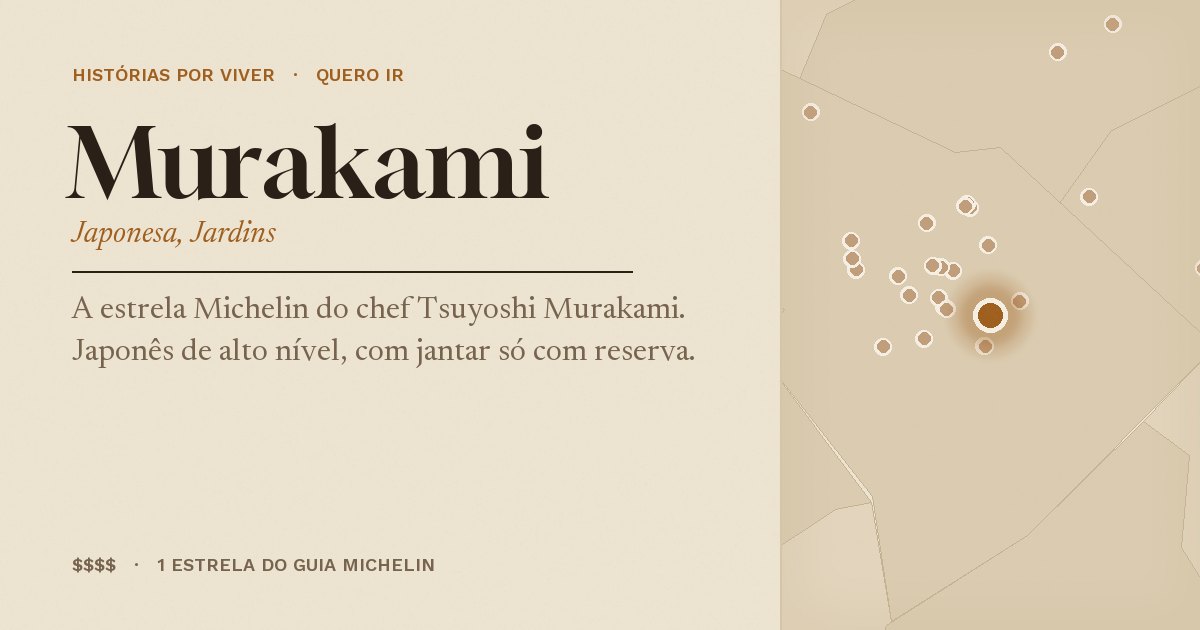 HISTÓRIAS POR VIVER · QUERO IR
Murakami
Japonesa, Jardins
A estrela Michelin do chef Tsuyoshi Murakami.
Japonês de alto nível, com jantar só com reserva.
$$$$ · 1 ESTRELA DO GUIA MICHELIN